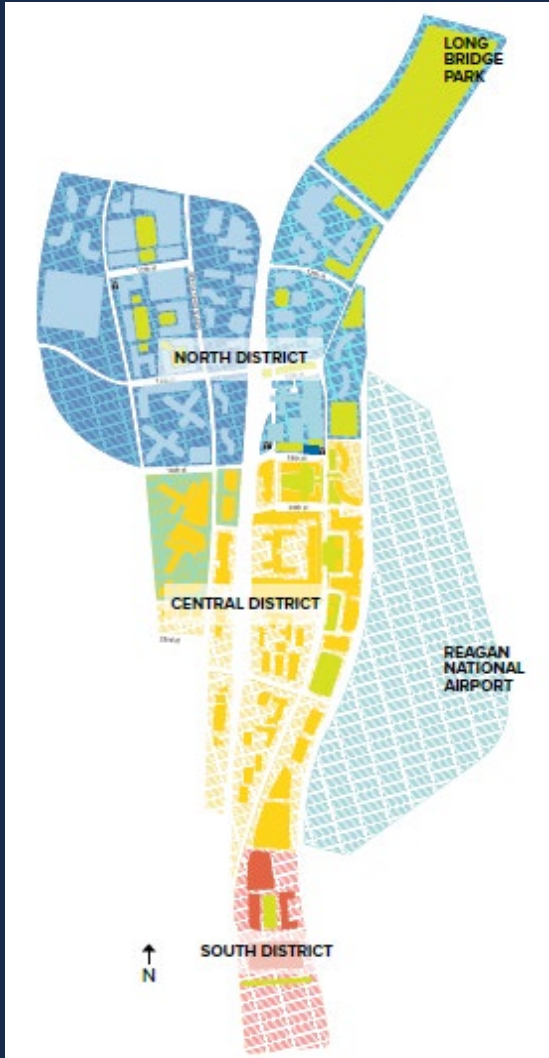 LONG
BRIDGE
PARK
NORTH DISTRICT
CENTRAL DISTRICT
REAGAN
NATIONAL
AIRPORT
SOUTH DISTRICT
N